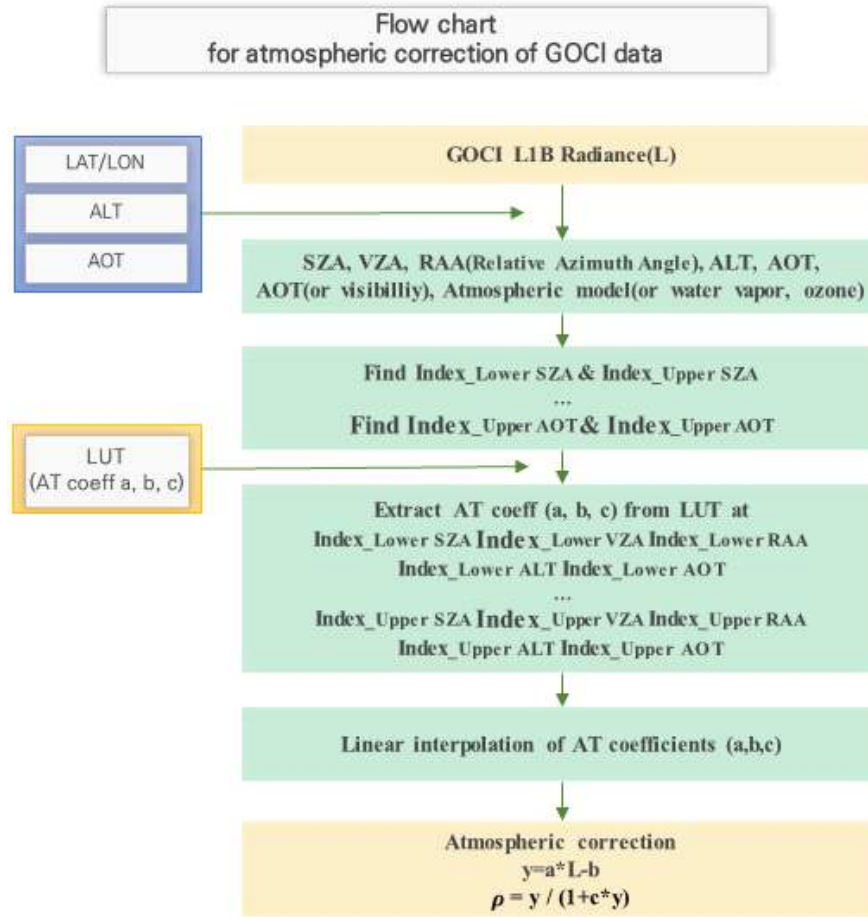 Flow chart
for atmospheric correction of GOCI data
LAT/LON
ALT
AOT
GOCI L1B Radiance(L)
SZA, VZA, RAA(Relative Azimuth Angle), ALT, AOT,
AOT(or visibilliy), Atmospheric model(or water vapor, ozone)
Find Index_Lower SZA & Index_Upper SZA
...
Find Index_Upper AOT & Index_Upper AOT
LUT
(AT coeff a, b, c)
Extract AT coeff (a, b, c) from LUT at
Index_Lower SZA Index_Lower VZA Index_Lower RAA
Index_Lower ALT Index_Lower AOT
...
Index_Upper SZA Index_Upper VZA Index_Upper RAA
Index_Upper ALT Index_Upper AOT
Linear interpolation of AT coefficients (a,b,c)
Atmospheric correction
y=a*L-b
ρ = y / (1+c*y)